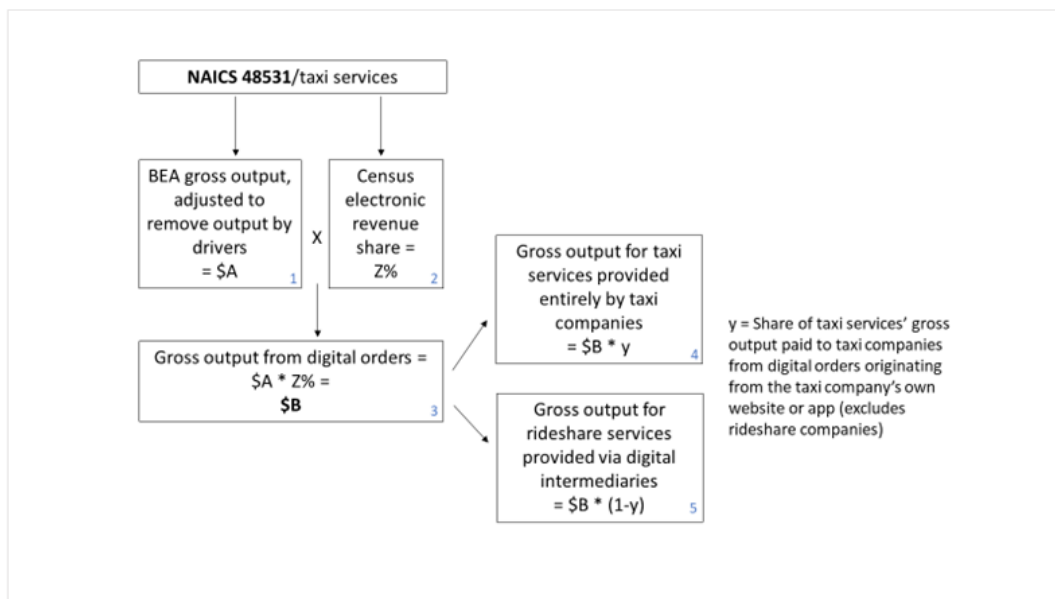 NAICS 48531/taxi services
BEA gross output,
adjusted to
remove output by
drivers
= $A
1
X
Census
electronic
revenue
share =
Z%
2
Gross output from digital orders =
$A * Z% =
$B
3
Gross output for taxi
services provided
entirely by taxi
companies
= $B * y
4
Gross output for
rideshare services
provided via digital
intermediaries
= $B * (1-y)
5
y = Share of taxi services’ gross
output paid to taxi companies
from digital orders originating
from the taxi company’s own
website or app (excludes
rideshare companies)